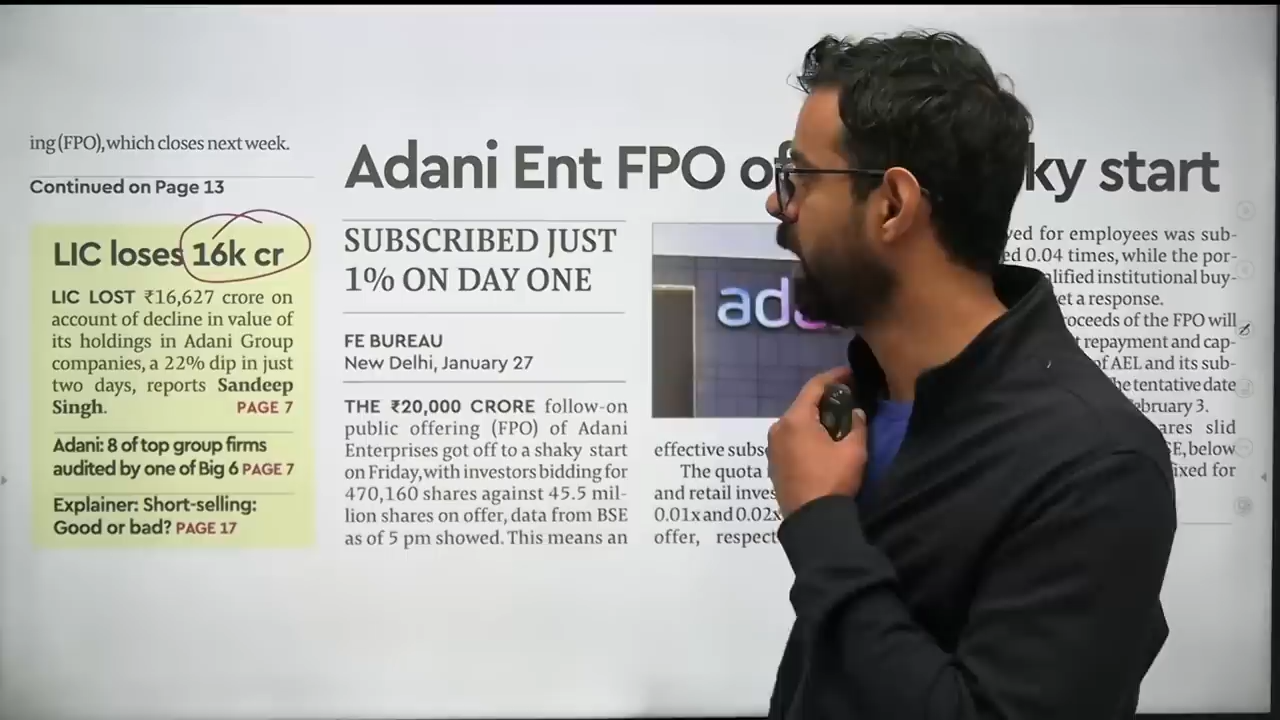 ing (FPO), which closes next week.
Continued on Page 13
LIC loses 16k cr
LIC LOST ₹16,627 crore on
account of decline in value of
its holdings in Adani Group
companies, a 22% dip in just
two days, reports Sandeep
Singh. PAGE 7
Adani: 8 of top group firms
audited by one of Big 6 PAGE 7
Explainer: Short-selling:
Good or bad? PAGE 17
Adani Ent FPO of ky start
SUBSCRIBED JUST
1% ON DAY ONE
FE BUREAU
New Delhi, January 27
THE ₹20,000 CRORE follow-on
public offering (FPO) of Adani
Enterprises got off to a shaky start
on Friday, with investors bidding for
470,160 shares against 45.5 mil-
lion shares on offer, data from BSE
as of 5 pm showed. This means an
ada
effective subs
The quota
and retail inves
0.01x and 0.02x
offer, respect
ved for employees was sub-
ed 0.04 times, while the por-
alified institutional buy-
et a response.
roceeds of the FPO will
t repayment and cap-
of AEL and its sub-
he tentative date
ebruary 3.
ares slid
SE, below
ixed for